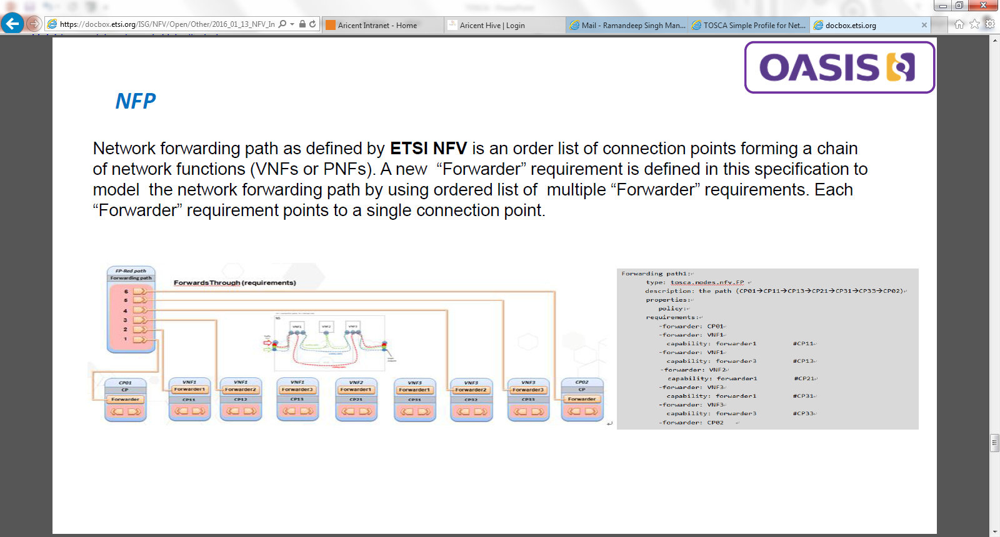 https://docbox.etsi.org/ISG/NFV/Open/Other/2016_01_13_NFV_In
Aricent Intranet - Home
Aricent Hive | Login
Mail - Ramandeep Singh Man...
TOSCA Simple Profile for Net...
docbox.etsi.org
OASIS
NFP
Network forwarding path as defined by ETSI NFV is an order list of connection points forming a chain
of network functions (VNFs or PNFs). A new “Forwarder” requirement is defined in this specification to
model the network forwarding path by using ordered list of multiple “Forwarder” requirements. Each
“Forwarder” requirement points to a single connection point.
FP-Red path
Forwarding path
6
5
4
3
2
1
Forwards Through (requirements)
NS
VNF1
VNF2
VNF3
CP01
CP
Forwarder
VNF1
Forwarder1
CP11
VNF1
Forwarder2
CP12
VNF1
Forwarder3
CP13
VNF2
Forwarder1
CP21
VNF3
Forwarder1
CP31
VNF3
Forwarder2
CP32
VNF3
Forwarder3
CP33
CP02
CP
Forwarder
Forwarding path1:
type: tosca.nodes.nfv.FP
description: the path (CP01→CP11→CP13→CP21→CP31→CP33→CP02)
properties:
policy:
requirements:
-forwarder: CP01
-forwarder: VNF1
capability: forwarder1 #CP11
-forwarder: VNF1
capability: forwarder3 #CP13
-forwarder: VNF2
capability: forwarder1 #CP21
-forwarder: VNF3
capability: forwarder1 #CP31
-forwarder: VNF3
capability: forwarder3 #CP33
-forwarder: CP02